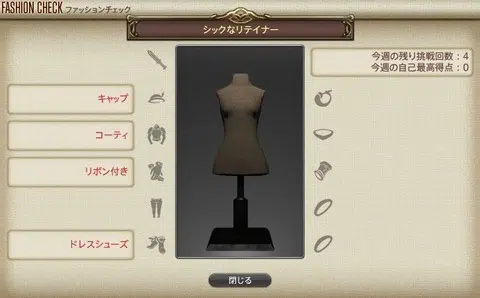 FASHION CHECK ファッションチェック
シックなリテイナー
今週の残り挑戦回数：4
今週の自己最高得点：0
キャップ
コーティ
リボン付き
ドレスシューズ
閉じる